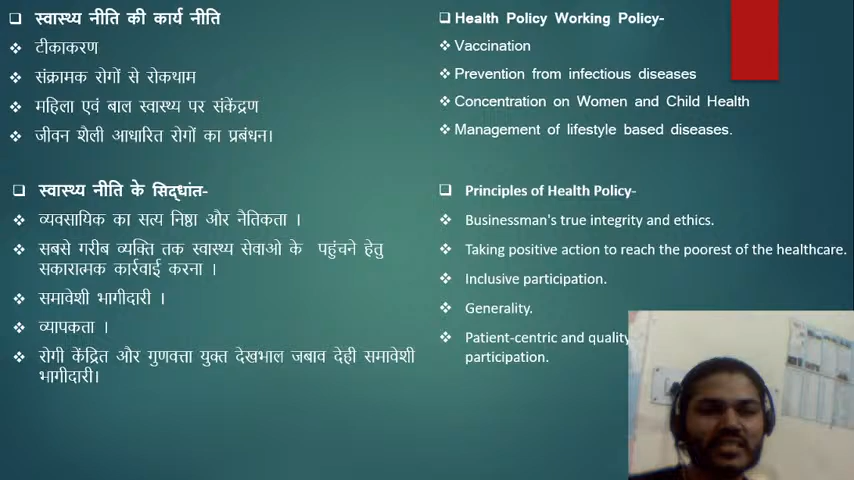 स्वास्थ्य नीति की कार्य नीति
टीकाकरण
संक्रामक रोगों से रोकथाम
महिला एवं बाल स्वास्थ्य पर संकेंद्रण
जीवन शैली आधारित रोगों का प्रबंधन।
स्वास्थ्य नीति के सिद्धांत-
व्यवसायिक का सत्य निष्ठा और नैतिकता ।
सबसे गरीब व्यक्ति तक स्वास्थ्य सेवाओ के पहुंचने हेतु
सकारात्मक कार्रवाई करना ।
समावेशी भागीदारी ।
व्यापकता ।
रोगी केंद्रित और गुणवत्ता युक्त देखभाल जबाव देही समावेशी
भागीदारी।
Health Policy Working Policy-
Vaccination
Prevention from infectious diseases
Concentration on Women and Child Health
Management of lifestyle based diseases.
Principles of Health Policy-
Businessman's true integrity and ethics.
Taking positive action to reach the poorest of the healthcare.
Inclusive participation.
Generality.
Patient-centric and quality
participation.